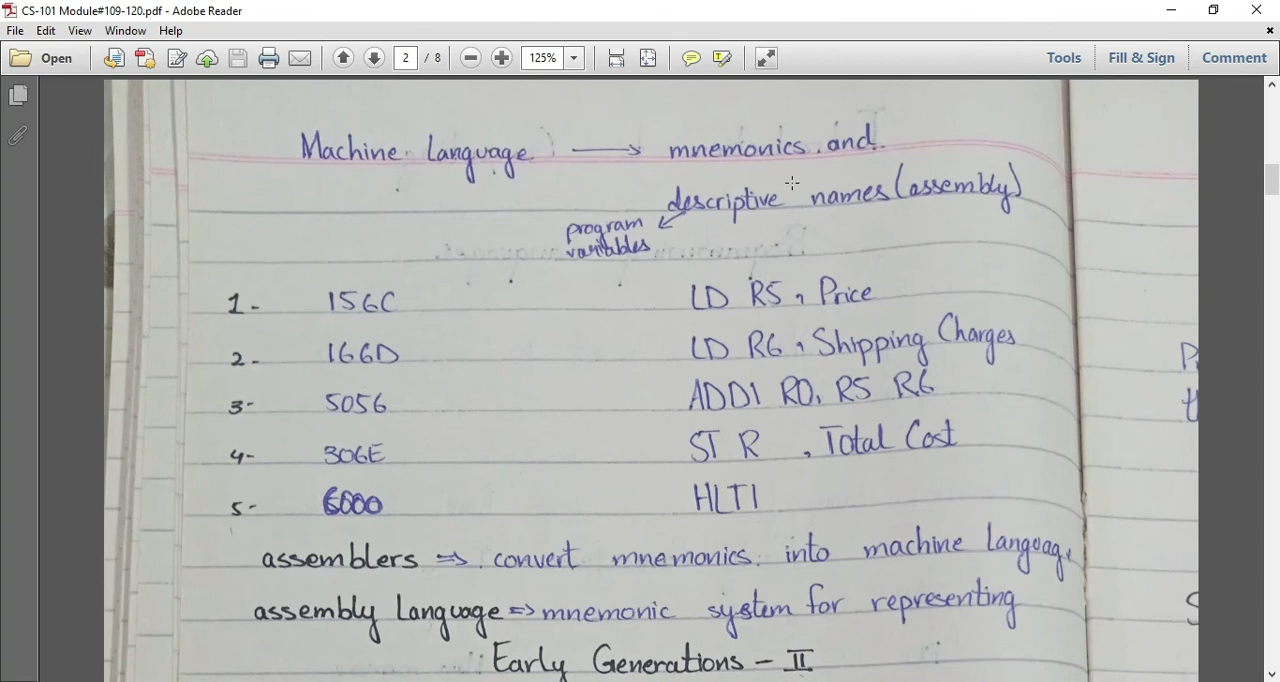 CS-101 Module#109-120.pdf - Adobe Reader
File Edit View Window Help
Open 2 / 8 125% Tools Fill & Sign Comment
Machine Language → mnemonics and
descriptive names (assembly)
program
variables
1- 156C LD R5, Price
2- 166D LD R6, Shipping Charges
3- 5056 ADDI R0, R5 R6
4- 306E ST R , Total Cost
5- 6000 HLTI
assemblers => convert mnemonics into machine language
assembly Language => mnemonic system for representing
Early Generations - II